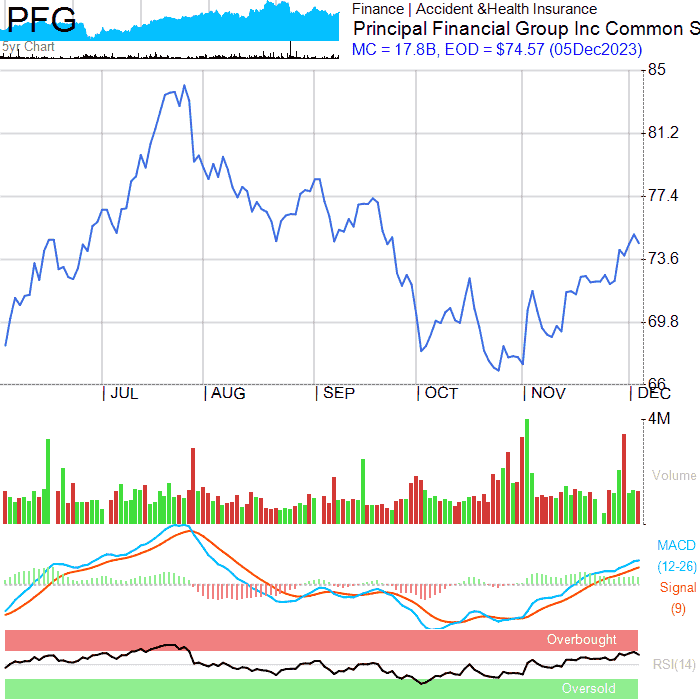 PFG
5yr Chart
Finance | Accident &Health Insurance
Principal Financial Group Inc Common S
MC = 17.8B, EOD = $74.57 (05Dec2023)
85
81.2
77.4
73.6
69.8
66
| JUL | AUG | SEP | OCT | NOV | DEC
4M
Volume
MACD
(12-26)
Signal
(9)
Overbought
RSI(14)
Oversold